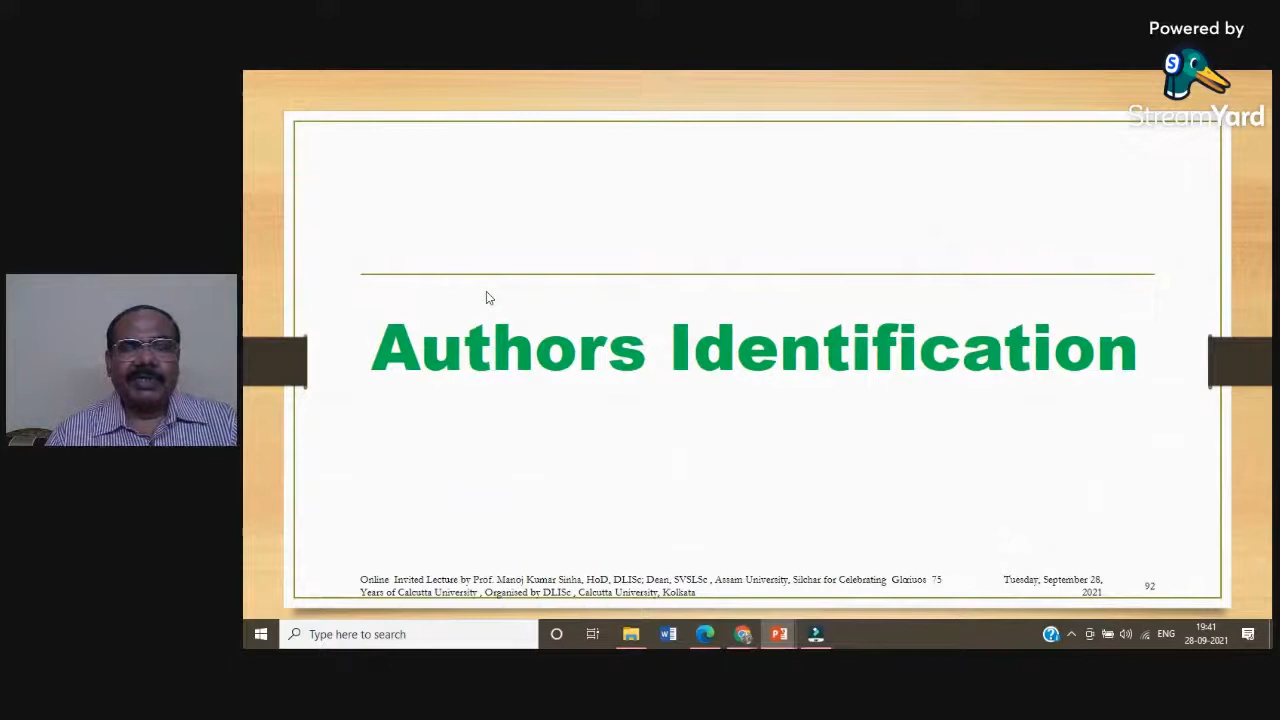 Powered by
StreamYard
Authors Identification
Online Invited Lecture by Prof. Manoj Kumar Sinha, HoD, DLISc; Dean, SVSLSc , Assam University, Silchar for Celebrating Glorious 75
Years of Calcutta University , Organised by DLISc , Calcutta University, Kolkata
Tuesday, September 28,
2021
92
Type here to search
ENG
19:41
28-09-2021